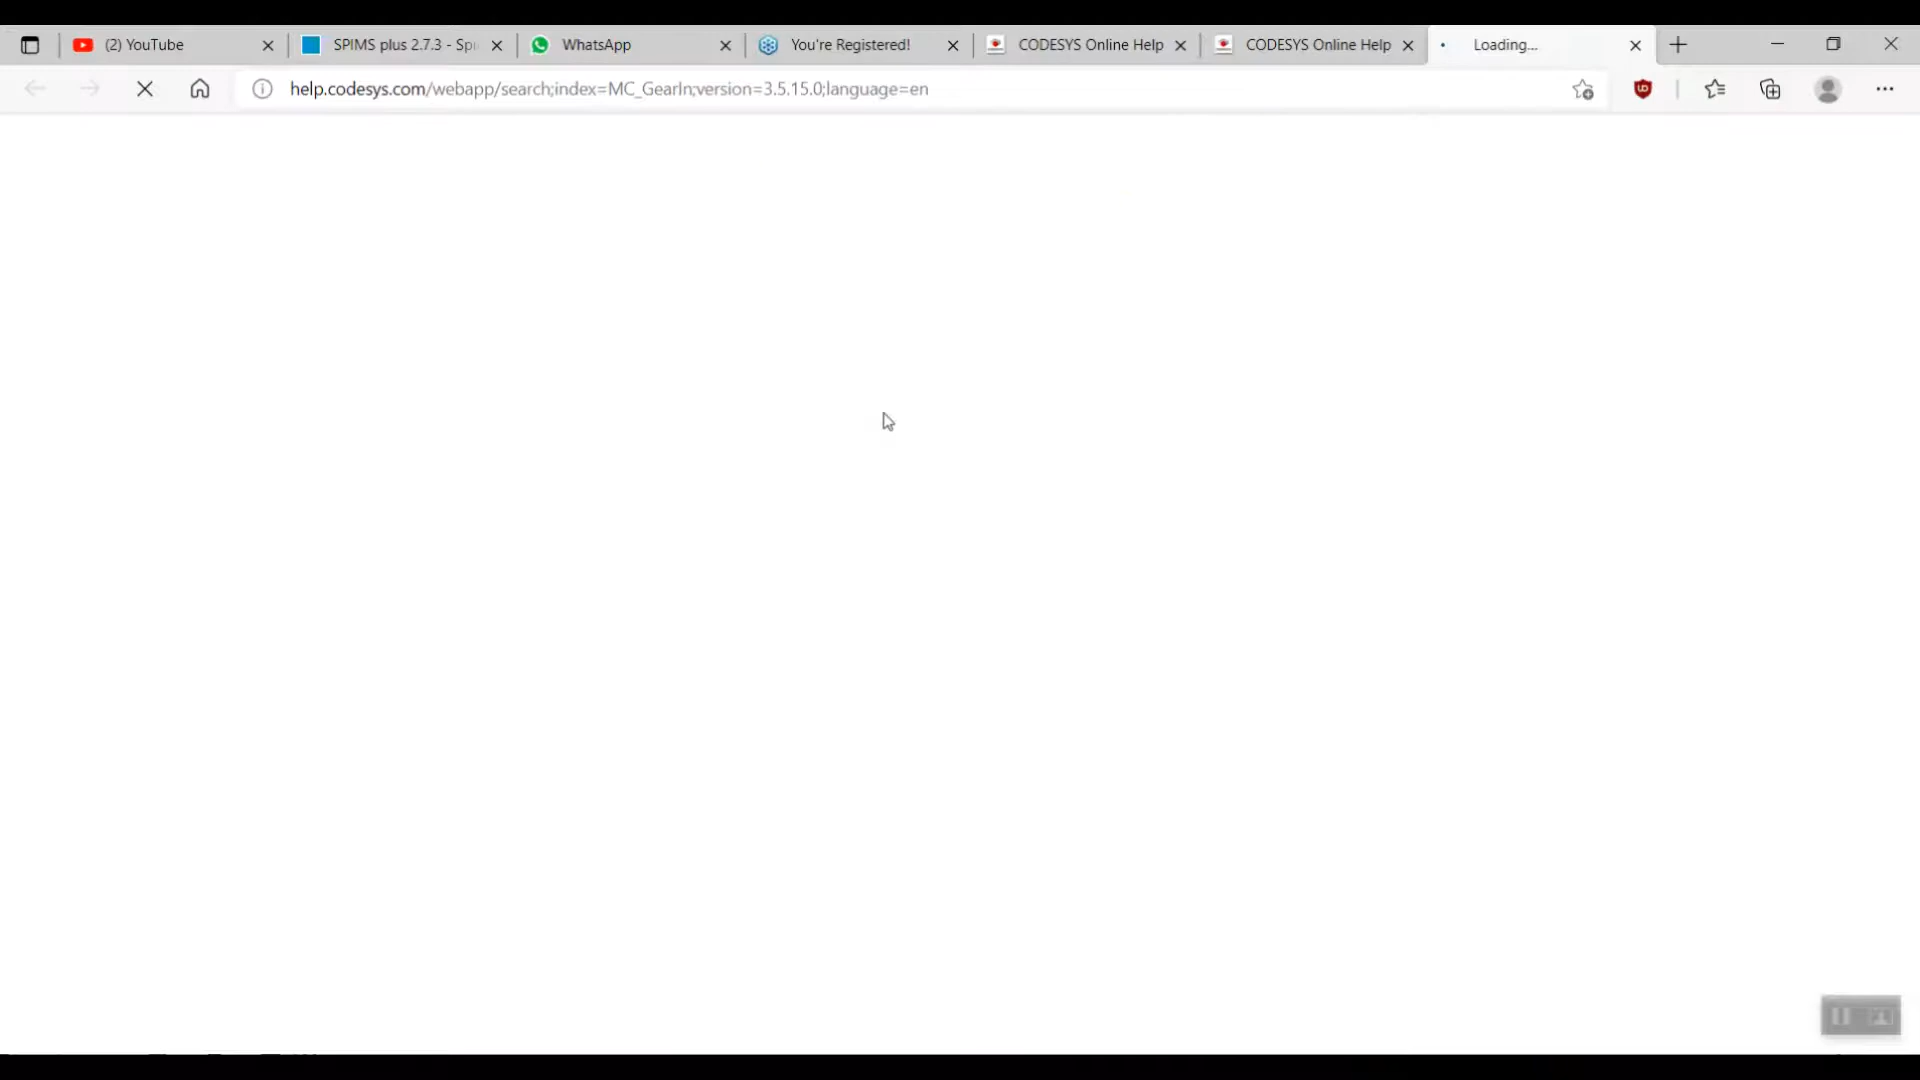 (2) YouTube
SPIMS plus 2.7.3 - Spi
WhatsApp
You're Registered!
CODESYS Online Help
CODESYS Online Help
Loading...
help.codesys.com/webapp/search;index=MC_GearIn;version=3.5.15.0;language=en